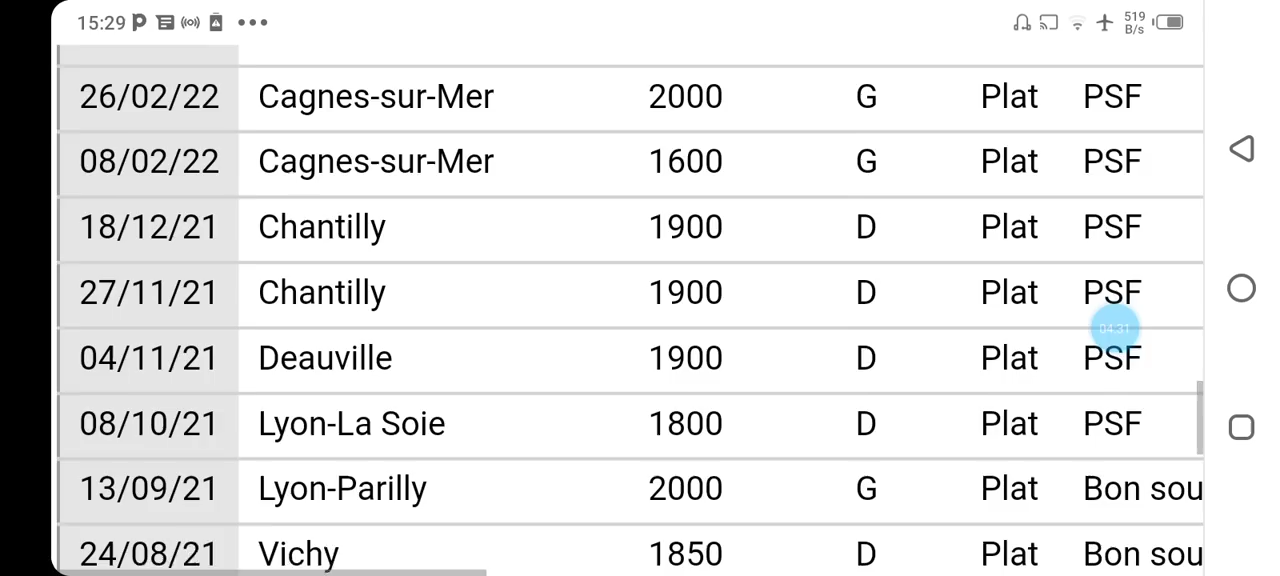 15:29
519
B/s
26/02/22 Cagnes-sur-Mer 2000 G Plat PSF
08/02/22 Cagnes-sur-Mer 1600 G Plat PSF
18/12/21 Chantilly 1900 D Plat PSF
27/11/21 Chantilly 1900 D Plat PSF
04:31
04/11/21 Deauville 1900 D Plat PSF
08/10/21 Lyon-La Soie 1800 D Plat PSF
13/09/21 Lyon-Parilly 2000 G Plat Bon sou
24/08/21 Vichy 1850 D Plat Bon sou